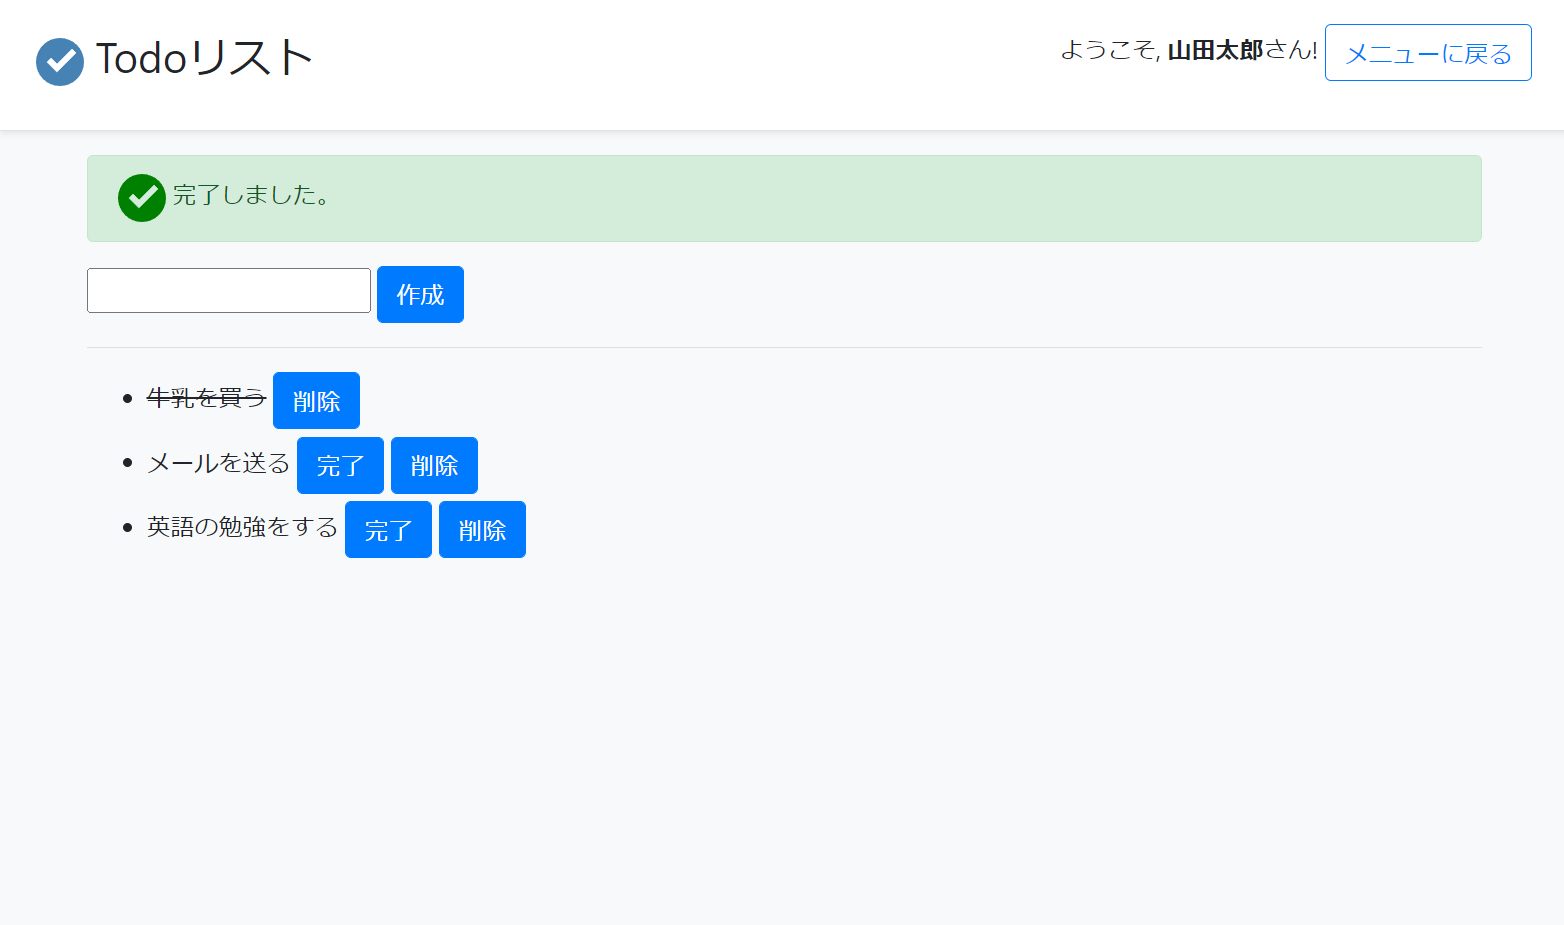 Todoリスト
ようこそ, 山田太郎さん! メニューに戻る
完了しました。
作成
牛乳を買う 削除
メールを送る 完了 削除
英語の勉強をする 完了 削除